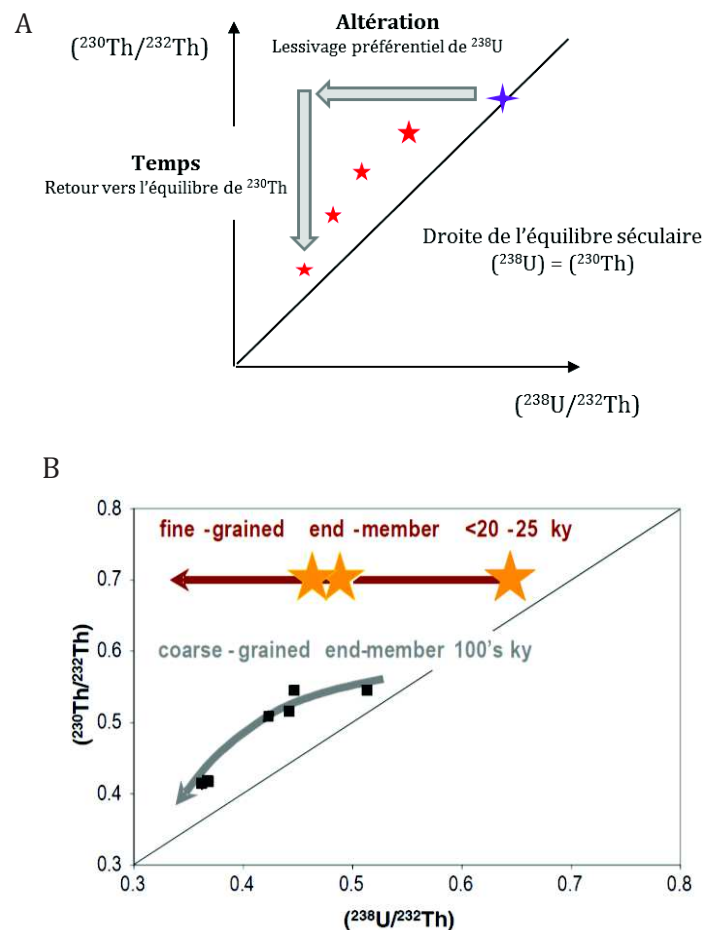 A
Altération
Lessivage préférentiel de ²³⁸U
(²³⁰Th/²³²Th)
Temps
Retour vers l'équilibre de ²³⁰Th
Droite de l'équilibre séculaire
(²³⁸U) = (²³⁰Th)
(²³⁸U/²³²Th)
B
0.8
fine -grained end -member <20 -25 ky
0.7
0.6
coarse - grained end-member 100's ky
(²³⁰Th/²³²Th)
0.5
0.4
0.3
0.3 0.4 0.5 0.6 0.7 0.8
(²³⁸U/²³²Th)